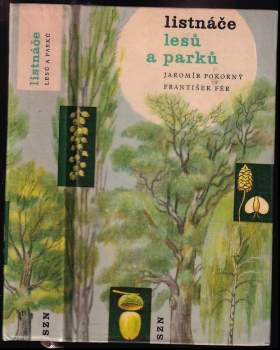 listnáče
LESŮ A PARKŮ
SZN
listnáče
lesů
a parků
JAROMÍR POKORNÝ
FRANTIŠEK FÉR
SZN